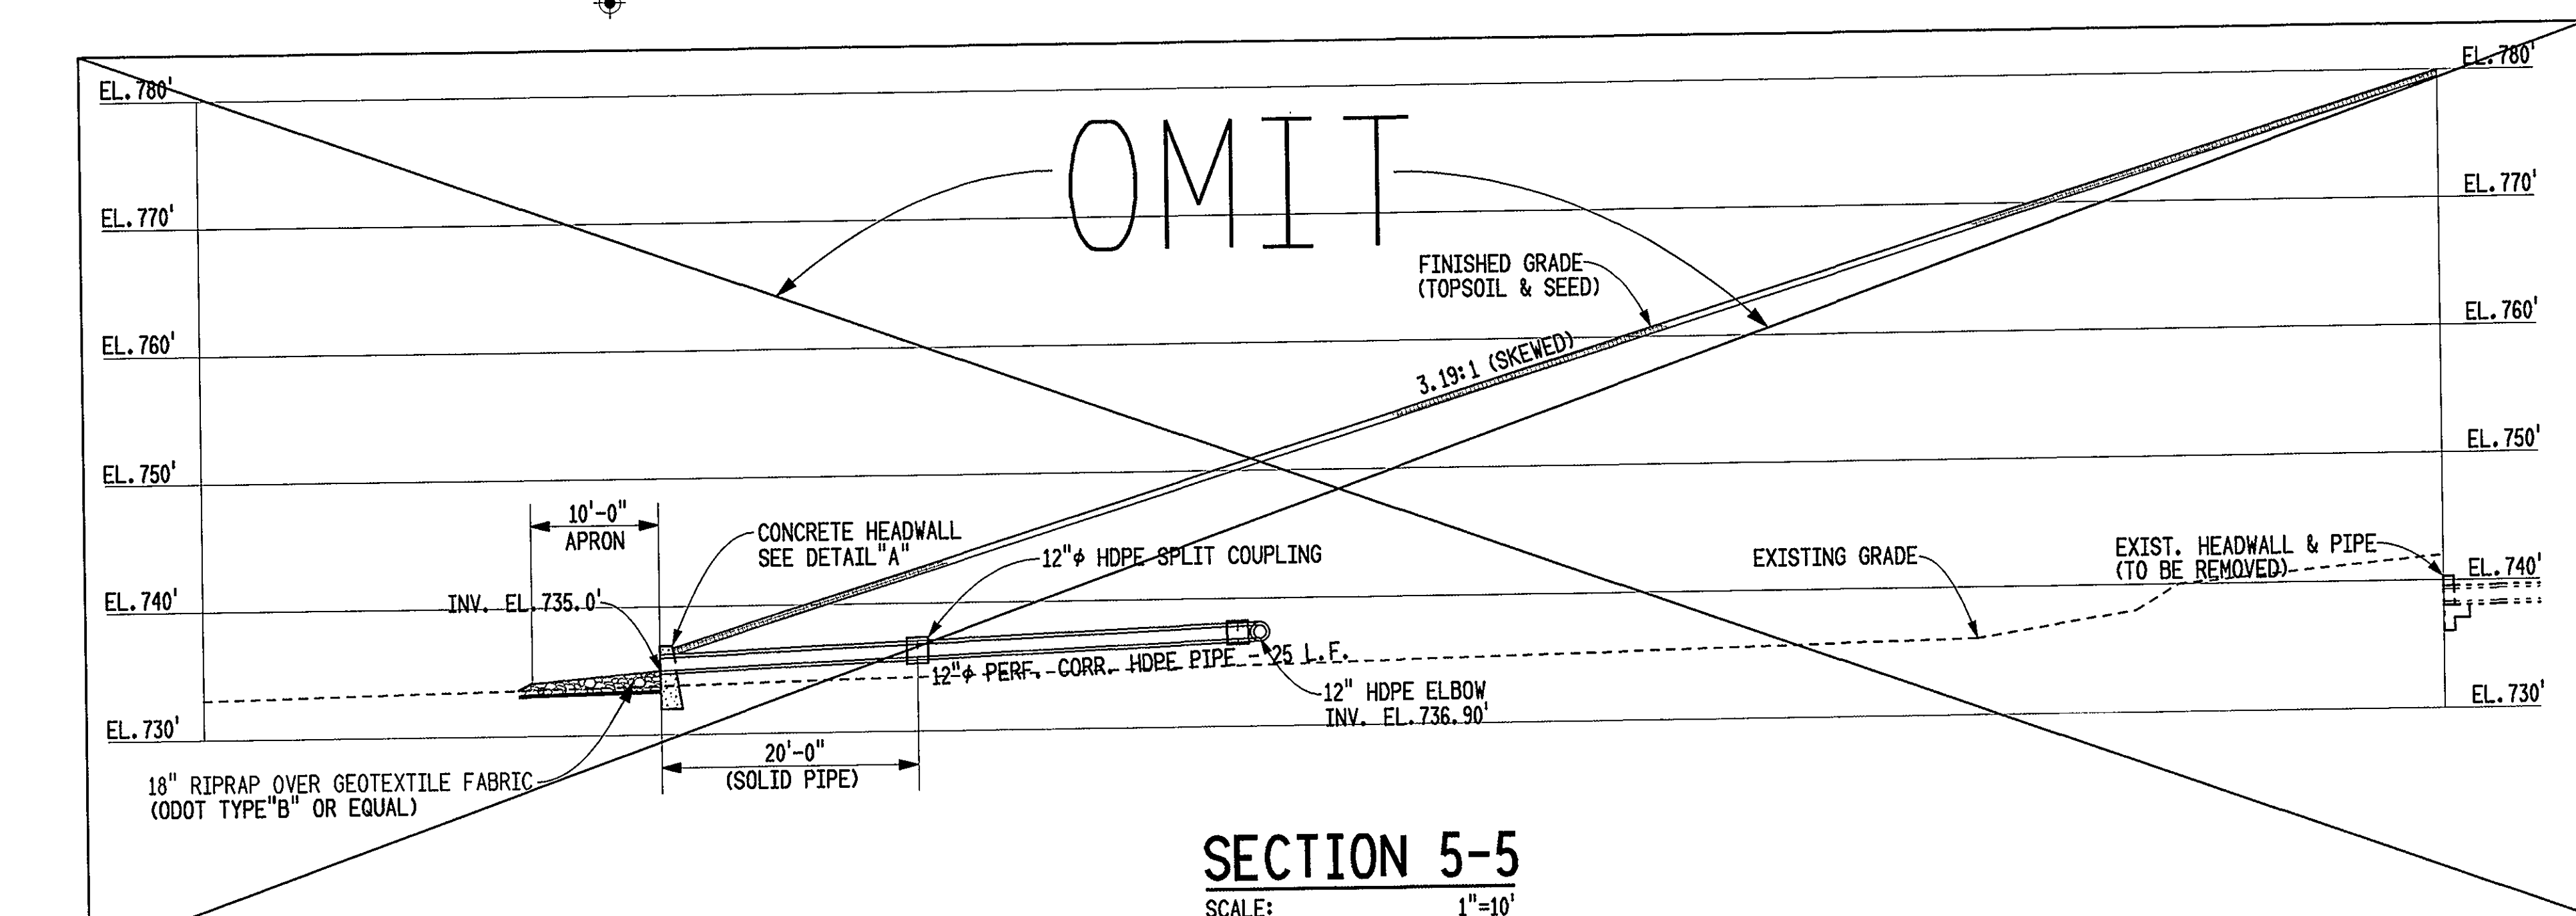 EL.780'
EL.780'
OMIT
EL.770'
EL.770'
FINISHED GRADE
(TOPSOIL & SEED)
EL.760'
EL.760'
3.19:1 (SKEWED)
EL.750'
EL.750'
10'-0"
APRON
CONCRETE HEADWALL
SEE DETAIL"A"
12"ϕ HDPE SPLIT COUPLING
EXISTING GRADE
EXIST. HEADWALL & PIPE
(TO BE REMOVED)
EL.740'
EL.740'
INV. EL.735.0'
12"ϕ PERF. CORR. HDPE PIPE - 25 L.F.
12" HDPE ELBOW
INV. EL.736.90'
EL.730'
EL.730'
20'-0"
(SOLID PIPE)
18" RIPRAP OVER GEOTEXTILE FABRIC
(ODOT TYPE"B" OR EQUAL)
SECTION 5-5
SCALE: 1"=10'